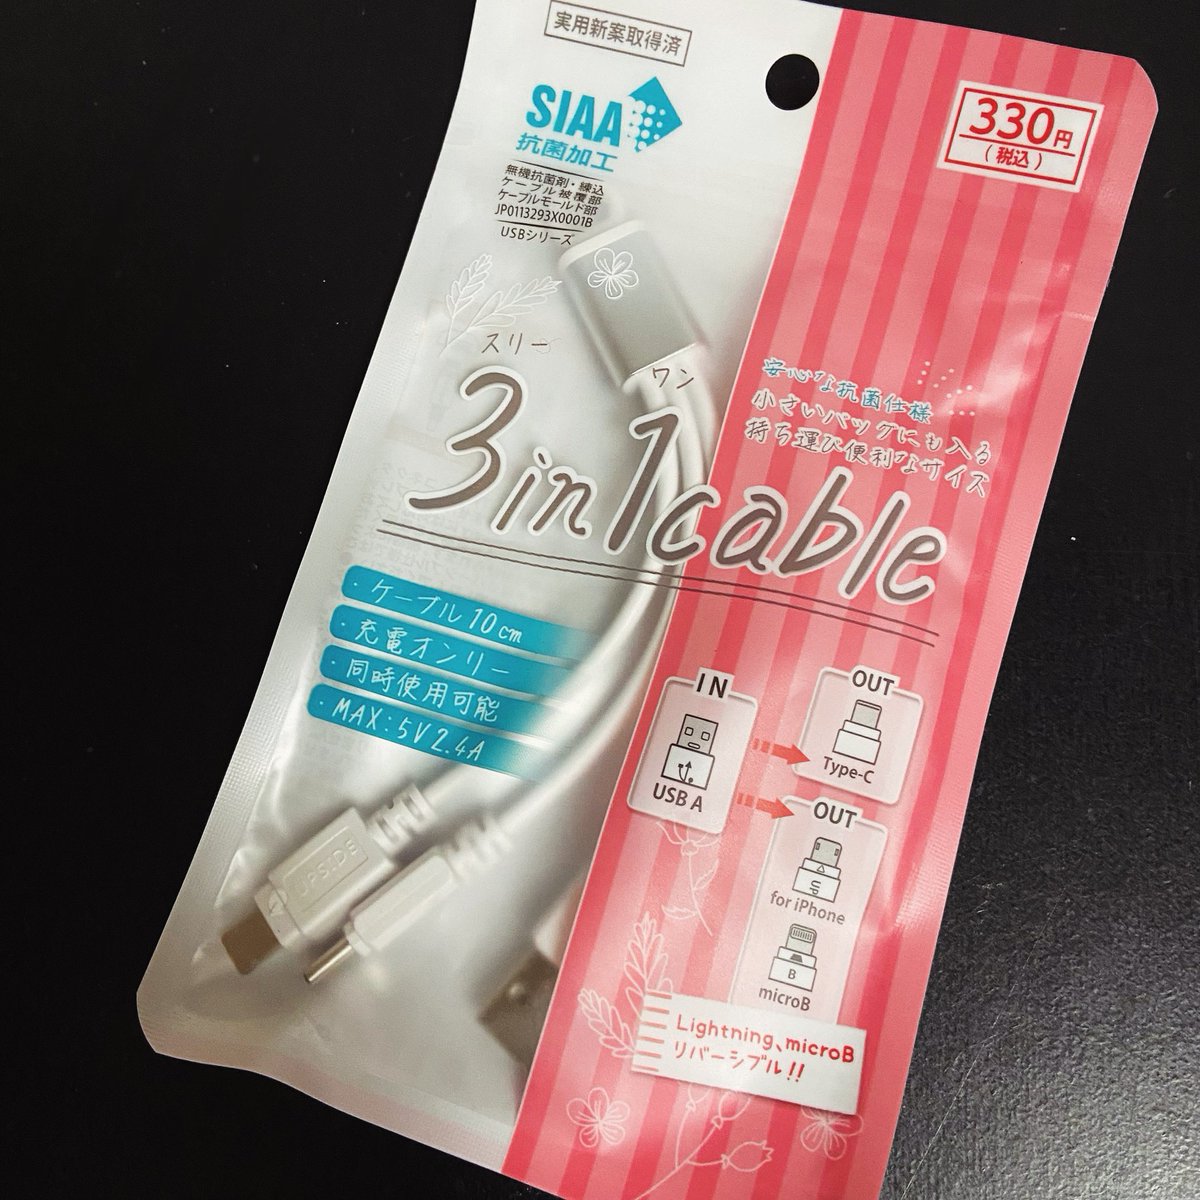 実用新案取得済
SIAA
抗菌加工
無機抗菌剤・練込
ケーブル被覆部
ケーブルモールド部
JP0113293X0001B
USBシリーズ
330円
(税込)
安心な抗菌仕様
小さいバッグにも入る
持ち運び便利なサイズ
スリー
ワン
3in1cable
・ケーブル10cm
・充電オンリー
・同時使用可能
・MAX:5V2.4A
IN
USB A
OUT
Type-C
OUT
UP
for iPhone
B
microB
Lightning、microB
リバーシブル!!
UPSIDE